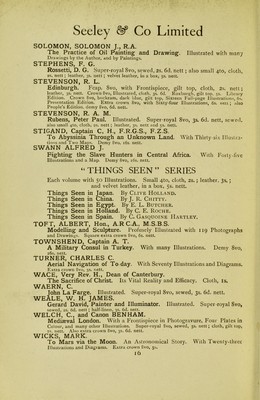 Seeley & Co Limited
SOLOMON, SOLOMON J., R.A.
The Practice of Oil Painting and Drawing. Illustrated with many
Drawings by the Author, and by Paintings.
STEPHENS, F. G.
Rossetti, D. G. Super-royal 8vo, sewed, 2s. 6d. nett; also small 4to, cloth,
2s. nett; leather, 3s. nett; velvet leather, in a box, 5s. nett.
STEVENSON, R. L.
Edinburgh. Fcap 8vo, with Frontispiece, gilt top, cloth, 2s. nett;
leather, 3s. nett. Crown 8vo, Illustrated, cloth, 3s. 6d. Roxburgh, gilt top, 5s. Library
Edition. Crown 8vo, buckram, dark blue, gilt top, Sixteen Full-page Illustrations, 6s.
Presentation Edition. Extra crown 8vo, with Sixty-four Illustrations, 6s. nett; also
People's Edition, demy 8vo, 6d. nett.
STEVENSON, R. A. M.
Rubens, Peter Paul. Illustrated. Super-royal 8vo, 3s. 6d. nett, sewed,
also small 4to, cloth, 2s. nett; leather, 3s. nett and 5s. nett.
STIGAND, Captain C. H., F.R.G.S., F.Z.S.
To Abyssinia Through an Unknown Land. With Thirty-six Illustra-
tions and Two Maps. Demy 8vo, 16s. nett.
SWANN ALFRED J.
Fighting the Slave Hunters in Central Africa. With Forty-five
Illustrations and a Map. Demy 8vo, 16s. nett.
"THINGS SEEN" SERIES
Each volume with 50 Illustrations. Small 4to, cloth, 2s.; leather, 3s.;
and velvet leather, in a box, 5s. nett.
Things Seen in Japan. By CLIVE HOLLAND.
Things Seen in China. By J. R. CHITTY.
Things Seen in Egypt. By E. L. BUTCHER.
Things Seen in Holland. By C. E. ROCHE.
Things Seen in Spain. By C. GASQUOINE HARTLEY.
TOFT, ALBERT, Hon. A.R.C.A., M.S.B.S.
Modelling and Sculpture. Profusely Illustrated with 119 Photographs
and Drawings. Square extra crown 8vo, 6s. nett.
TOWNSHEND, Captain A. T.
A Military Consul in Turkey. With many Illustrations. Demy 8vo,
16s. nett.
TURNER, CHARLES C.
Aerial Navigation of To-day. With Seventy Illustrations and Diagrams.
Extra crown 8vo, 5s. nett.
WACE, Very Rev. H., Dean of Canterbury.
The Sacrifice of Christ. Its Vital Reality and Efficacy. Cloth, 1s.
WAERN, C.
John La Farge. Illustrated. Super-royal 8vo, sewed, 3s. 6d. nett.
WEALE, W. H. JAMES.
Gerard David, Painter and Illuminator. Illustrated. Super-royal 8vo,
sewed, 2s. 6d. nett; half-linen, 3s. 6d. nett.
WELCH, C., and Canon BENHAM.
Mediæval London. With a Frontispiece in Photogravure, Four Plates in
Colour, and many other Illustrations. Super-royal 8vo, sewed, 5s. nett; cloth, gilt top,
7s. nett. Also extra crown 8vo, 3s. 6d. nett.
WICKS, MARK.
To Mars via the Moon. An Astronomical Story. With Twenty-three
Illustrations and Diagrams. Extra crown 8vo, 5s.
16